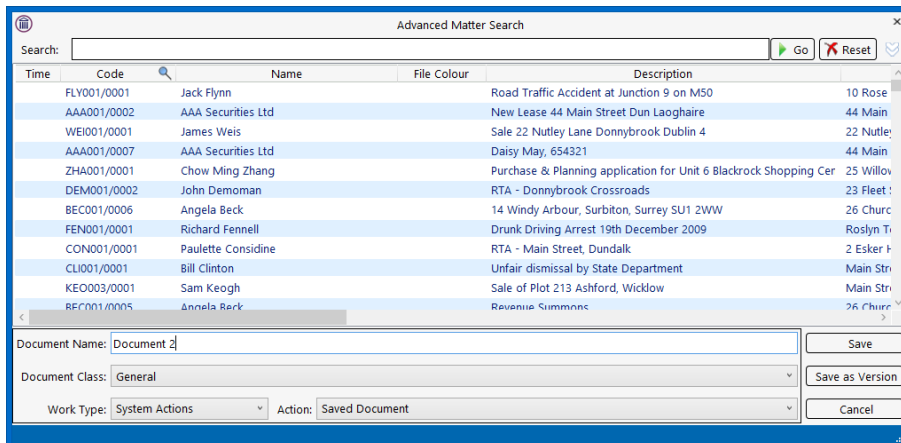 Advanced Matter Search
Search: Go Reset
Time Code Name File Colour Description
FLY001/0001 Jack Flynn Road Traffic Accident at Junction 9 on M50 10 Rose
AAA001/0002 AAA Securities Ltd New Lease 44 Main Street Dun Laoghaire 44 Main
WEI001/0001 James Weis Sale 22 Nutley Lane Donnybrook Dublin 4 22 Nutley
AAA001/0007 AAA Securities Ltd Daisy May, 654321 44 Main
ZHA001/0001 Chow Ming Zhang Purchase & Planning application for Unit 6 Blackrock Shopping Cer 25 Willow
DEM001/0002 John Demoman RTA - Donnybrook Crossroads 23 Fleet
BEC001/0006 Angela Beck 14 Windy Arbour, Surbiton, Surrey SU1 2WW 26 Churc
FEN001/0001 Richard Fennell Drunk Driving Arrest 19th December 2009 Roslyn
CON001/0001 Paulette Considine RTA - Main Street, Dundalk 2 Esker
CLI001/0001 Bill Clinton Unfair dismissal by State Department Main Str
KEO003/0001 Sam Keogh Sale of Plot 213 Ashford, Wicklow Main Str
BEC001/0005 Angela Beck Revenue Summons 26 Churc
Document Name: Document 2 Save
Document Class: General Save as Version
Work Type: System Actions Action: Saved Document Cancel